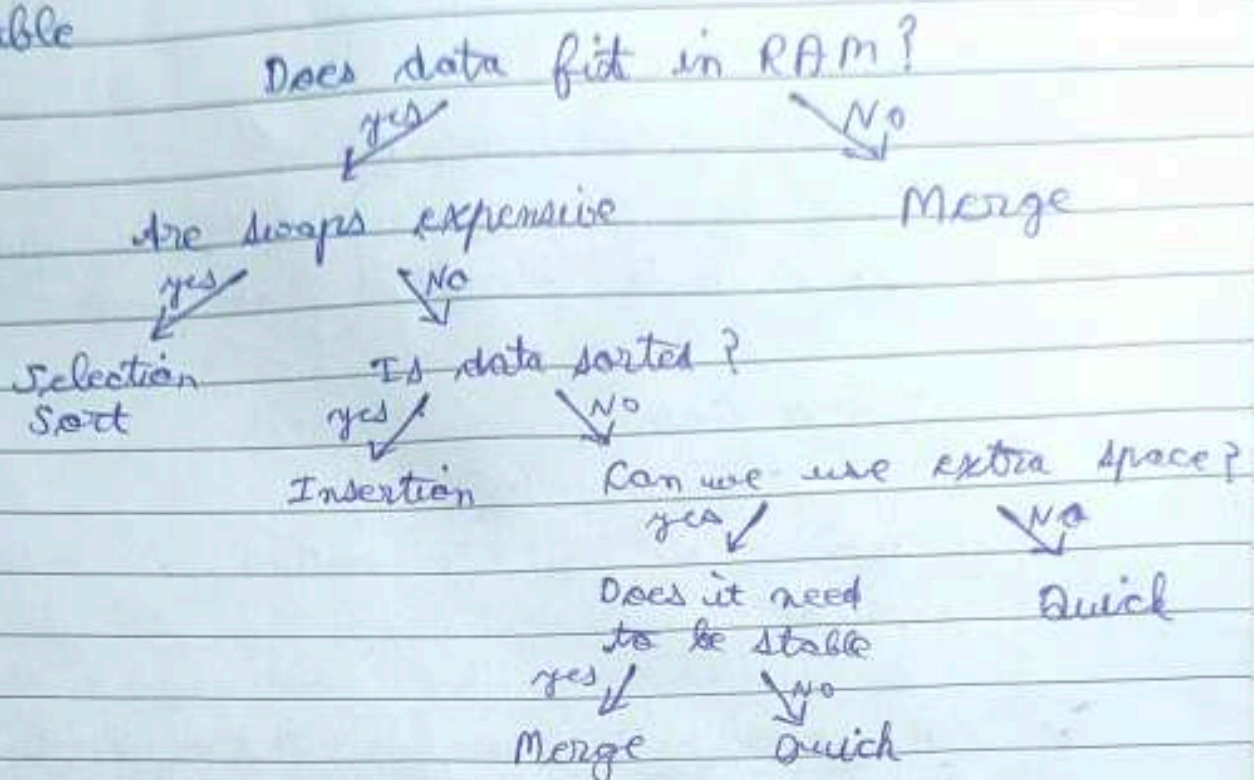 able
Does data fit in RAM?
yes No
Are swaps expensive Merge
yes No
Selection Is data sorted?
Sort yes No
Insertion Can we use extra space?
yes No
Does it need Quick
to be stable
yes No
Merge Quick